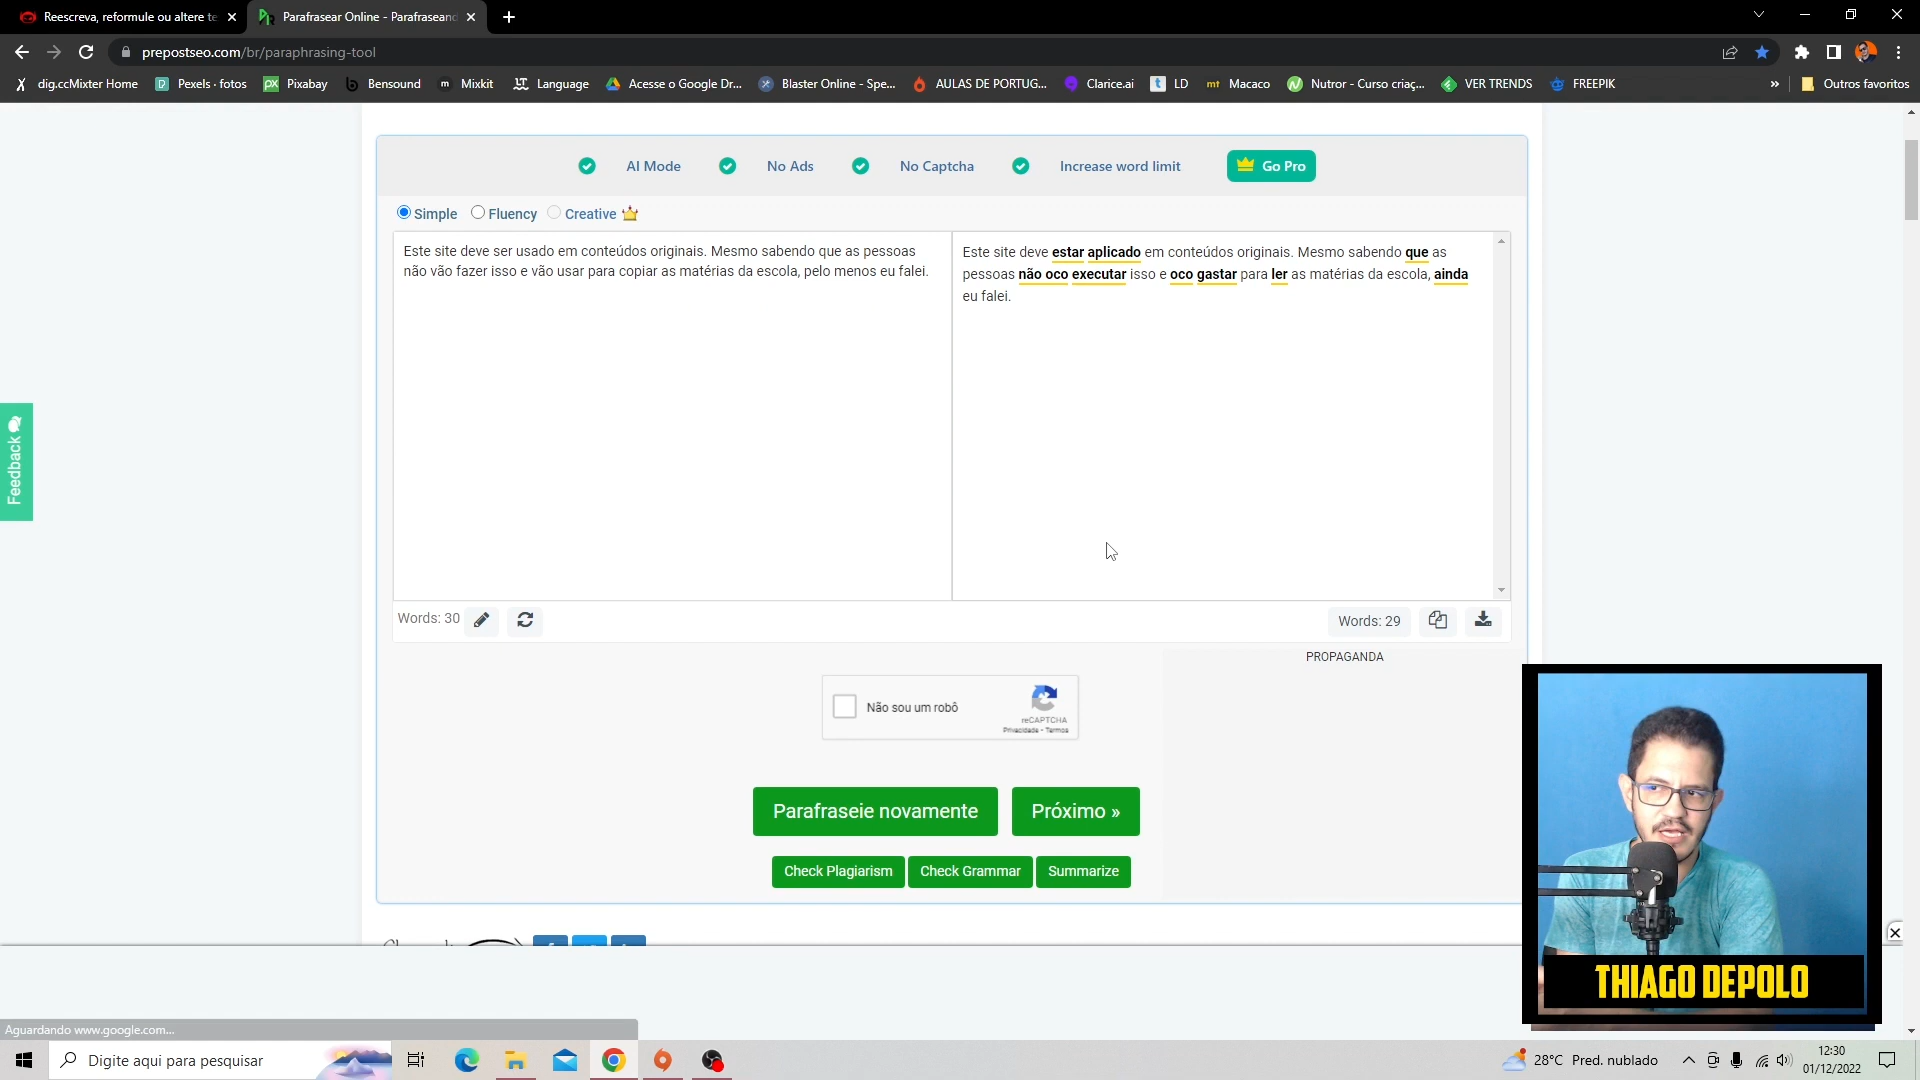 Reescreva, reformule ou altere te
Parafrasear Online - Parafraseand
prepostseo.com/br/paraphrasing-tool
dig.ccMixter Home
Pexels · fotos
Pixabay
Bensound
Mixkit
Language
Acesse o Google Dr...
Blaster Online - Spe...
AULAS DE PORTUG...
Clarice.ai
LD
Macaco
Nutror - Curso criaç...
VER TRENDS
FREEPIK
»
Outros favoritos
AI Mode
No Ads
No Captcha
Increase word limit
Go Pro
Simple
Fluency
Creative
Este site deve ser usado em conteúdos originais. Mesmo sabendo que as pessoas
não vão fazer isso e vão usar para copiar as matérias da escola, pelo menos eu falei.
Este site deve estar aplicado em conteúdos originais. Mesmo sabendo que as
pessoas não oco executar isso e oco gastar para ler as matérias da escola, ainda
eu falei.
Feedback
Words: 30
Words: 29
PROPAGANDA
Não sou um robô
reCAPTCHA
Privacidade - Termos
Parafraseie novamente
Próximo »
Check Plagiarism
Check Grammar
Summarize
THIAGO DEPOLO
Aguardando www.google.com...
Digite aqui para pesquisar
28°C Pred. nublado
12:30
01/12/2022